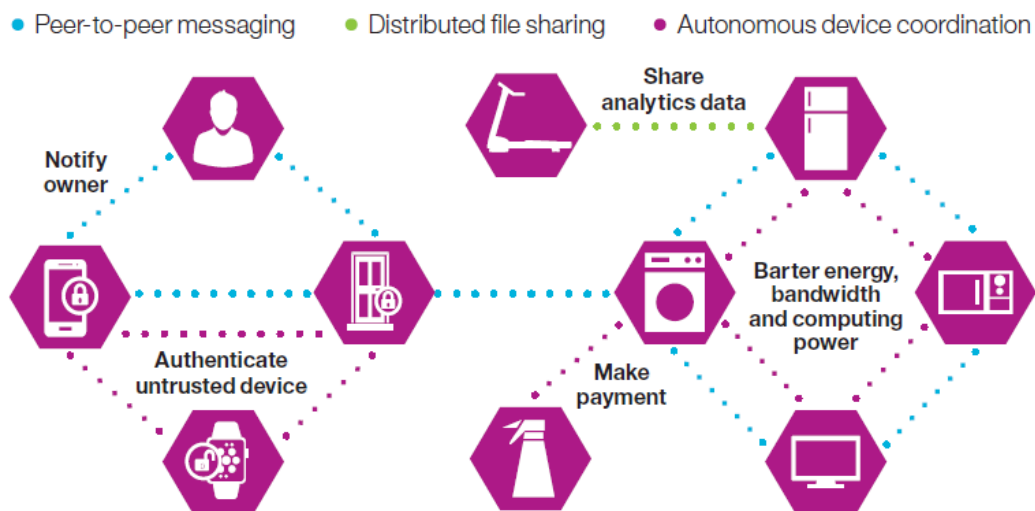 Peer-to-peer messaging
Distributed file sharing
Autonomous device coordination
Share
analytics data
Notify
owner
Barter energy,
bandwidth
and computing
power
Authenticate
untrusted device
Make
payment